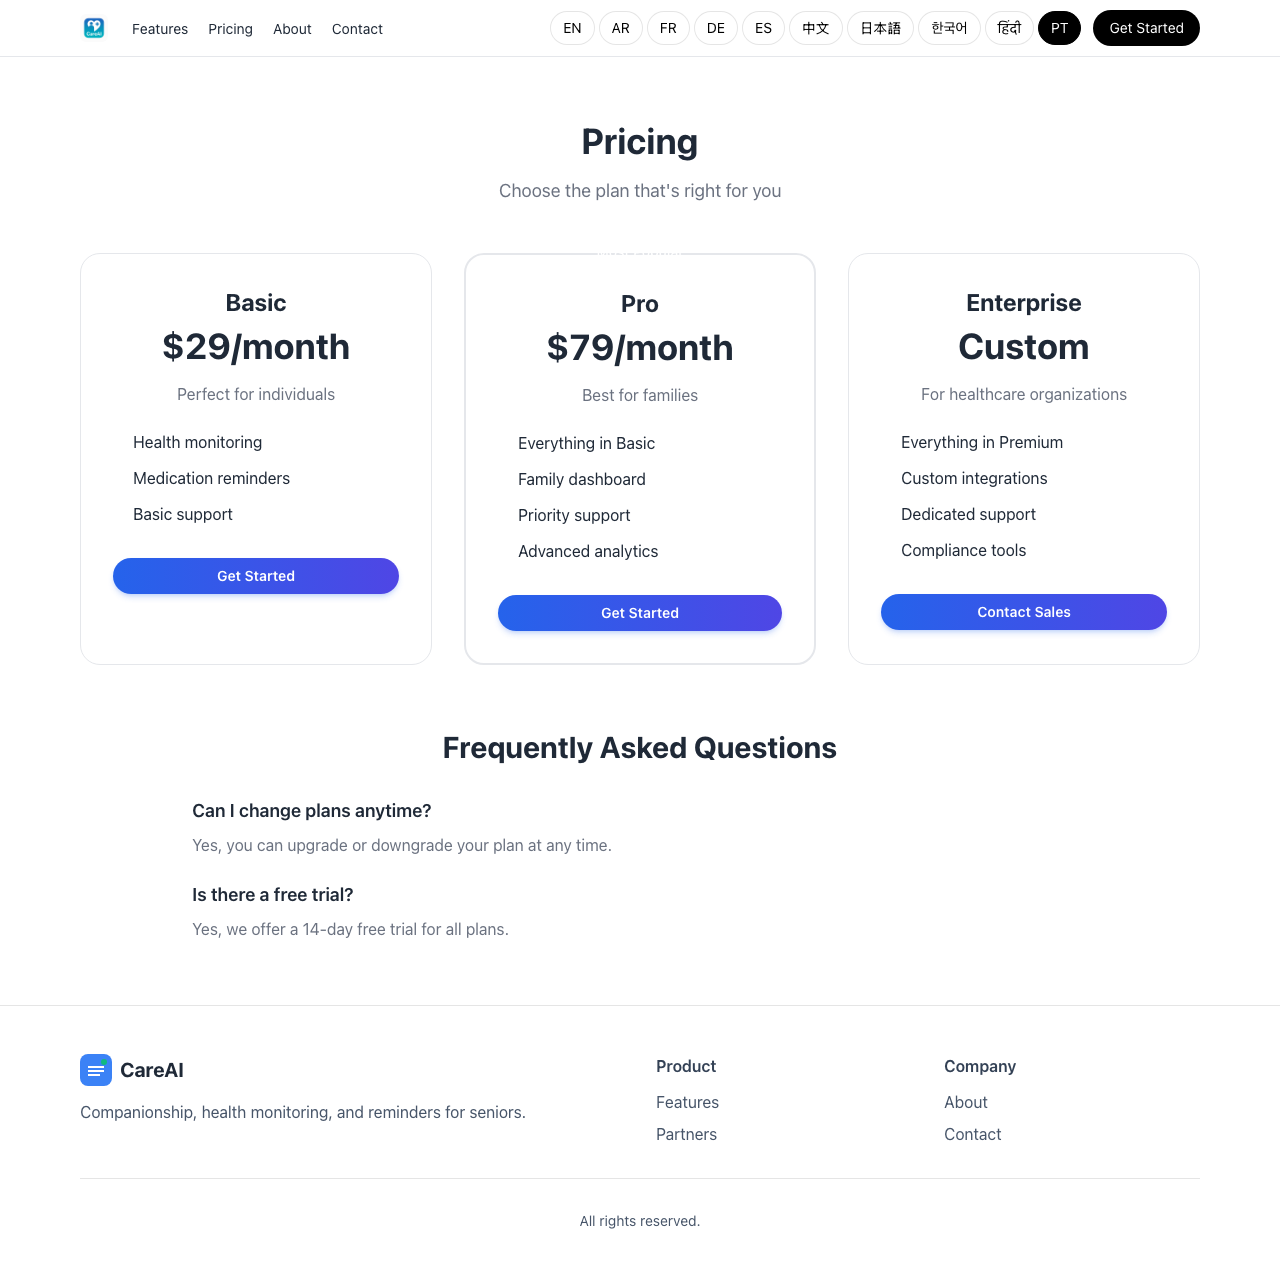 Features Pricing About Contact EN AR FR DE ES 中文 日本語 한국어 हिंदी PT Get Started
Pricing
Choose the plan that's right for you
Basic
$29/month
Perfect for individuals
Health monitoring
Medication reminders
Basic support
Get Started
Pro
$79/month
Best for families
Everything in Basic
Family dashboard
Priority support
Advanced analytics
Get Started
Enterprise
Custom
For healthcare organizations
Everything in Premium
Custom integrations
Dedicated support
Compliance tools
Contact Sales
Frequently Asked Questions
Can I change plans anytime?
Yes, you can upgrade or downgrade your plan at any time.
Is there a free trial?
Yes, we offer a 14-day free trial for all plans.
CareAI
Companionship, health monitoring, and reminders for seniors.
Product
Features
Partners
Company
About
Contact
All rights reserved.